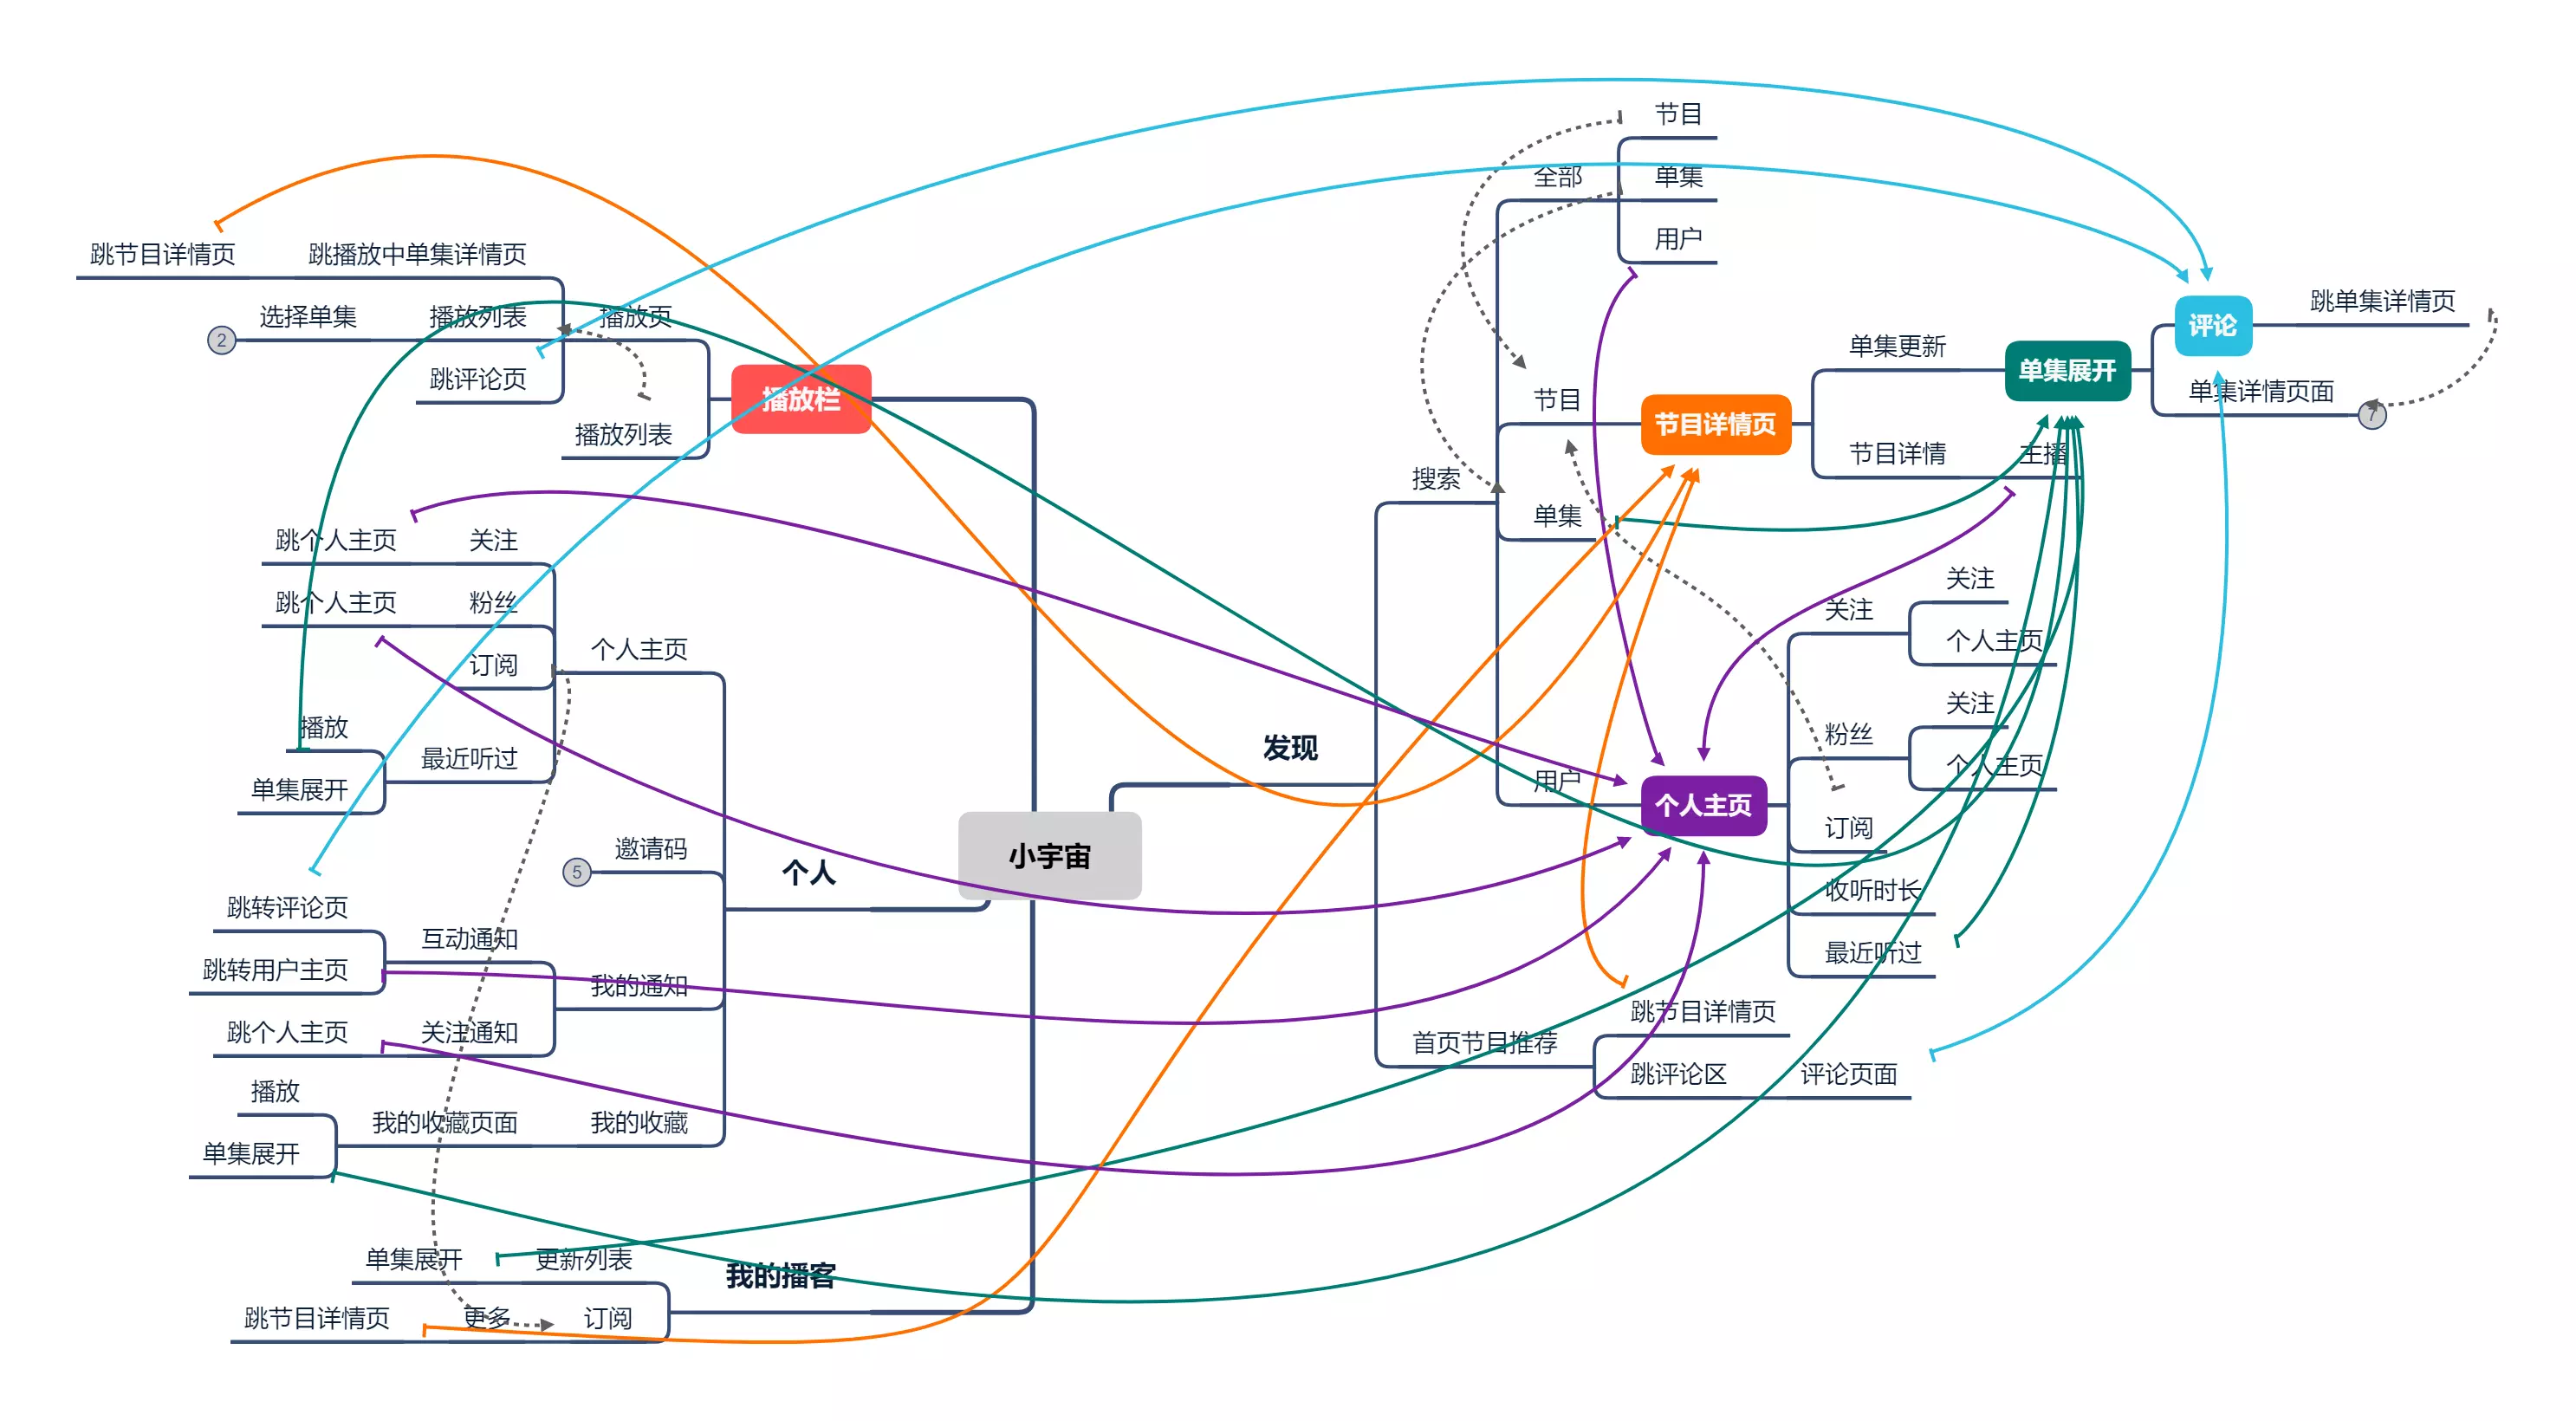 小宇宙
播放栏
播放页
跳播放中单集详情页
跳节目详情页
播放列表
选择单集
2
跳评论页
播放列表
个人
个人主页
关注
跳个人主页
粉丝
跳个人主页
订阅
最近听过
播放
单集展开
邀请码
5
我的通知
互动通知
跳转评论页
跳转用户主页
关注通知
跳个人主页
我的收藏
我的收藏页面
播放
单集展开
我的播客
更新列表
单集展开
订阅
更多
跳节目详情页
发现
搜索
全部
节目
单集
用户
节目
节目详情页
单集更新
单集展开
评论
跳单集详情页
单集详情页面
7
节目详情
主播
单集
用户
个人主页
关注
关注
个人主页
粉丝
关注
个人主页
订阅
收听时长
最近听过
首页节目推荐
跳节目详情页
跳评论区
评论页面